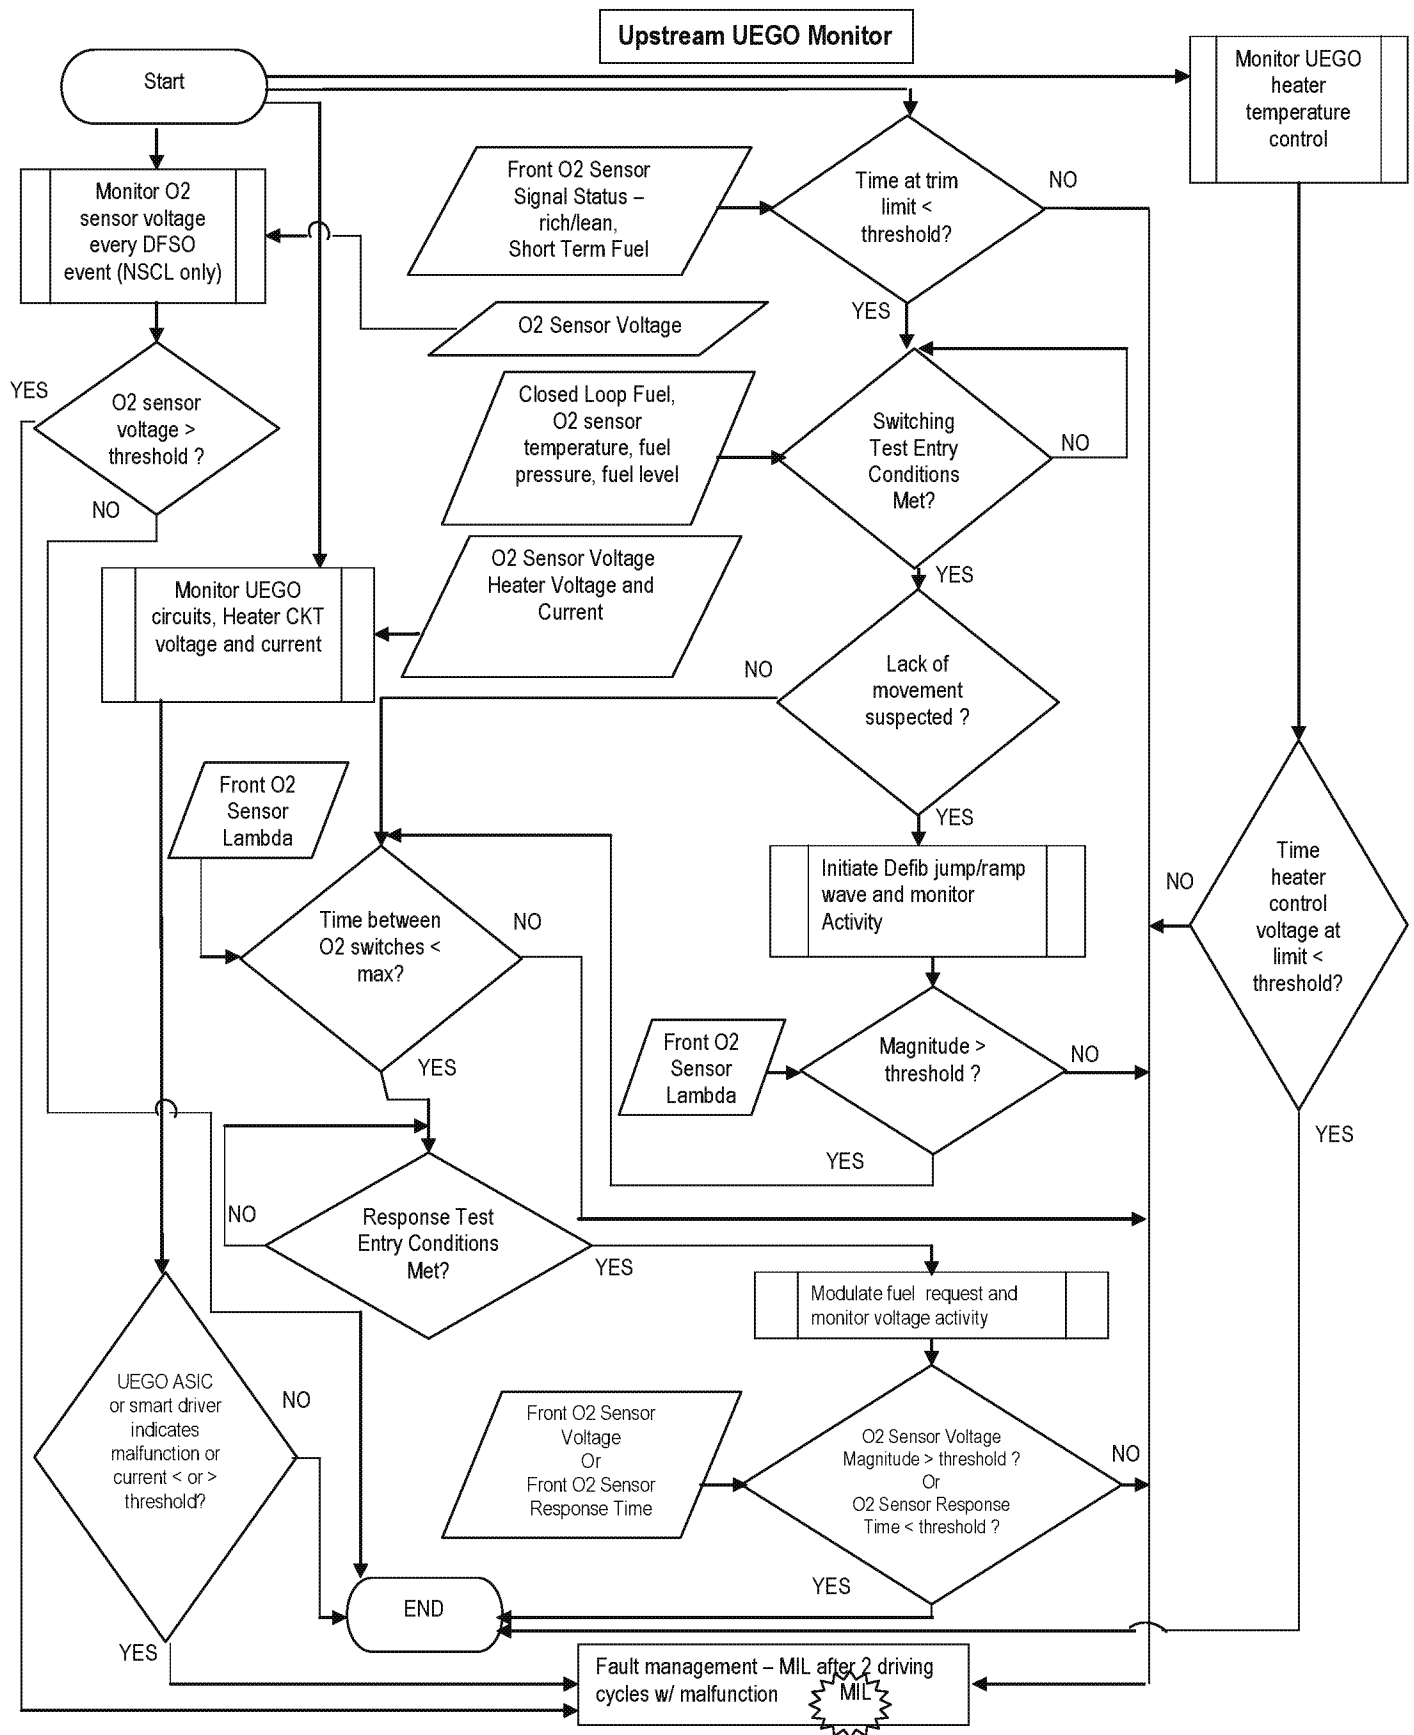 Upstream UEGO Monitor
Start
Monitor UEGO
heater
temperature
control
Monitor O2
sensor voltage
every DFSO
event (NSCL only)
Front O2 Sensor
Signal Status –
rich/lean,
Short Term Fuel
Time at trim
limit <
threshold?
NO
YES
O2 Sensor Voltage
YES
O2 sensor
voltage >
threshold ?
NO
Closed Loop Fuel,
O2 sensor
temperature, fuel
pressure, fuel level
Switching
Test Entry
Conditions
Met?
NO
YES
O2 Sensor Voltage
Heater Voltage and
Current
Monitor UEGO
circuits, Heater CKT
voltage and current
NO
Lack of
movement
suspected ?
YES
Front O2
Sensor
Lambda
Initiate Defib jump/ramp
wave and monitor
Activity
NO
Time
heater
control
voltage at
limit <
threshold?
YES
Time between
O2 switches <
max?
NO
YES
Front O2
Sensor
Lambda
Magnitude >
threshold ?
NO
YES
NO
Response Test
Entry Conditions
Met?
YES
Modulate fuel request and
monitor voltage activity
UEGO ASIC
or smart driver
indicates
malfunction or
current < or >
threshold?
NO
YES
Front O2 Sensor
Voltage
Or
Front O2 Sensor
Response Time
O2 Sensor Voltage
Magnitude > threshold ?
Or
O2 Sensor Response
Time < threshold ?
NO
YES
END
Fault management – MIL after 2 driving
cycles w/ malfunction
MIL